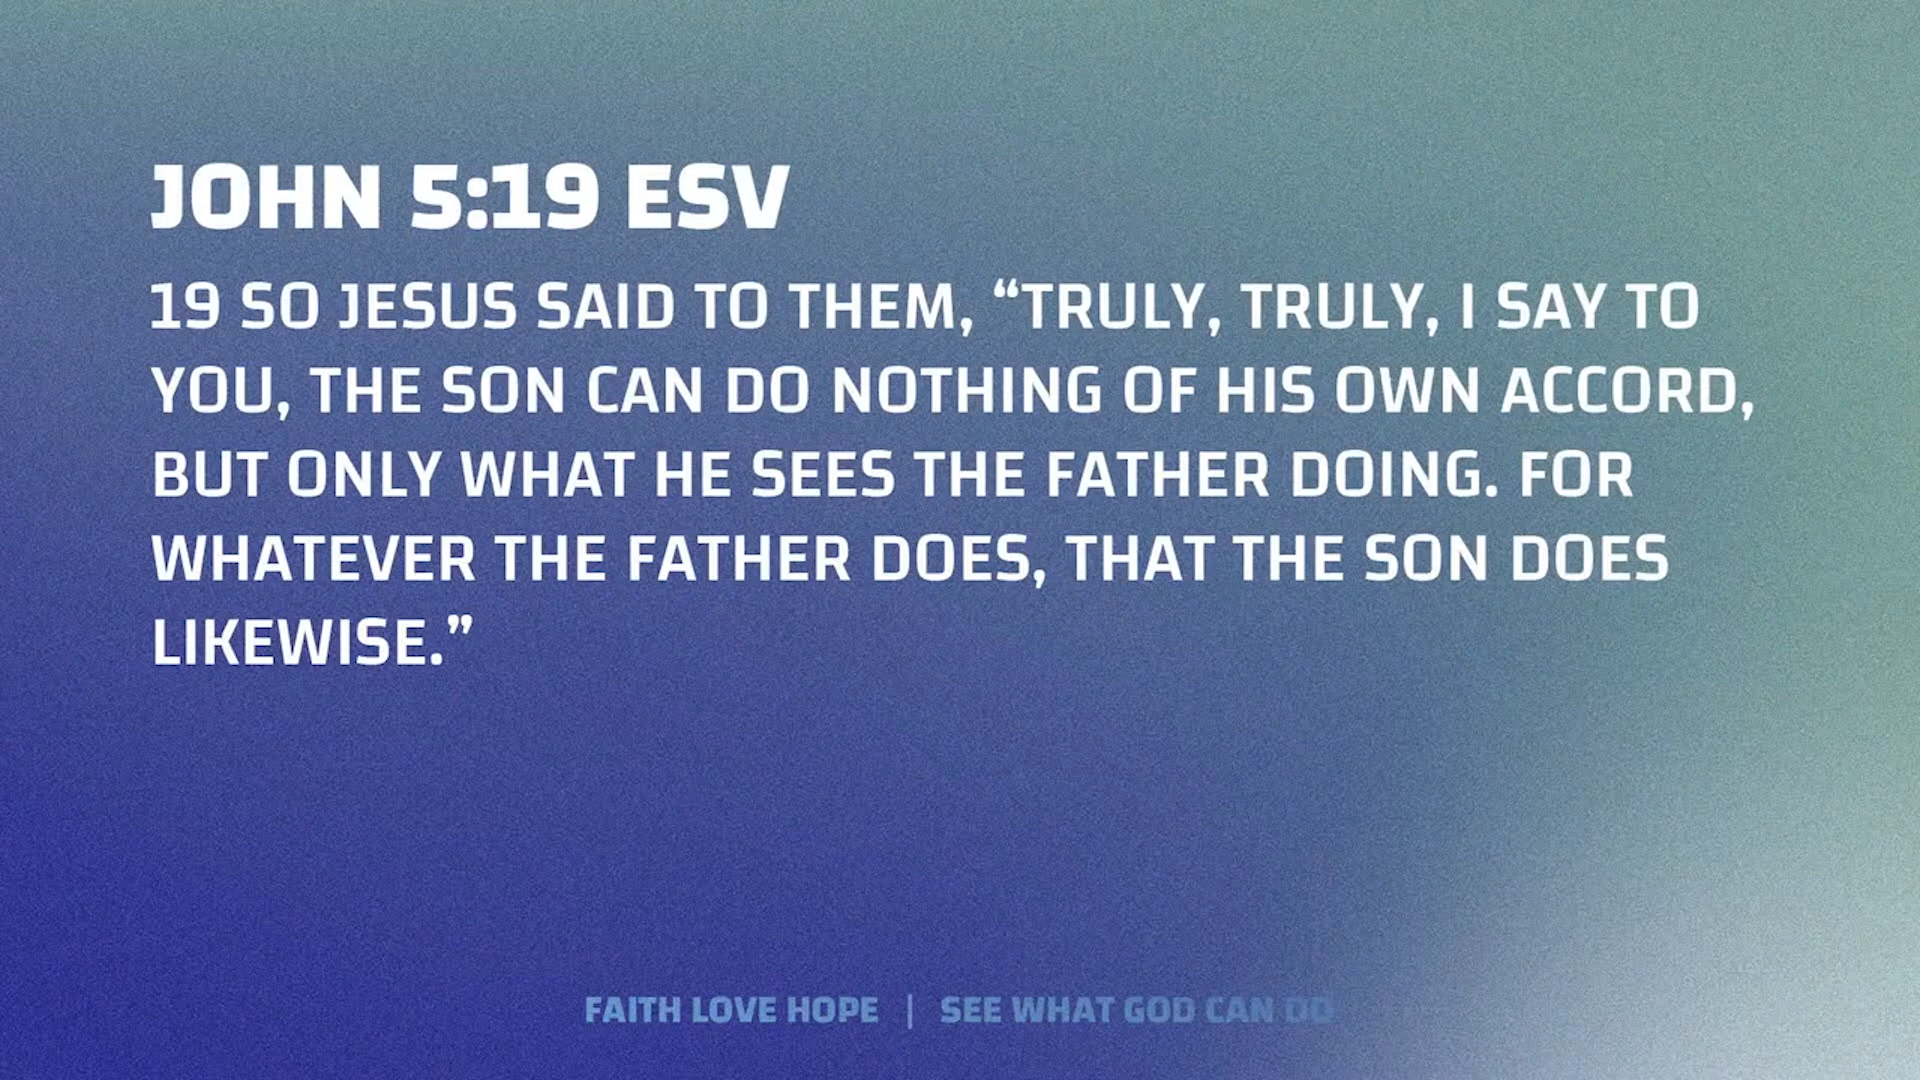 JOHN 5:19 ESV
19 SO JESUS SAID TO THEM, “TRULY, TRULY, I SAY TO
YOU, THE SON CAN DO NOTHING OF HIS OWN ACCORD,
BUT ONLY WHAT HE SEES THE FATHER DOING. FOR
WHATEVER THE FATHER DOES, THAT THE SON DOES
LIKEWISE.”
FAITH LOVE HOPE | SEE WHAT GOD CAN DO